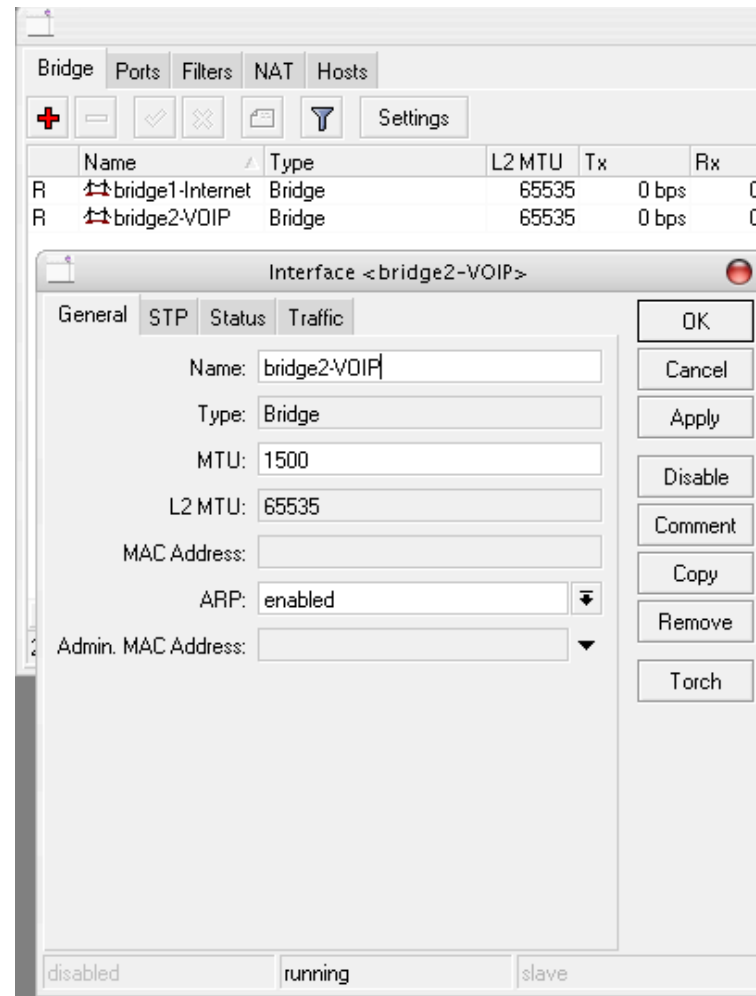 Bridge Ports Filters NAT Hosts
Settings
Name Type L2 MTU Tx Rx
R bridge1-Internet Bridge 65535 0 bps 0
R bridge2-VOIP Bridge 65535 0 bps 0
Interface <bridge2-VOIP>
General STP Status Traffic
OK
Name: bridge2-VOIP
Cancel
Type: Bridge
Apply
MTU: 1500
Disable
L2 MTU: 65535
Comment
MAC Address:
Copy
ARP: enabled
Remove
Admin. MAC Address:
Torch
disabled running slave